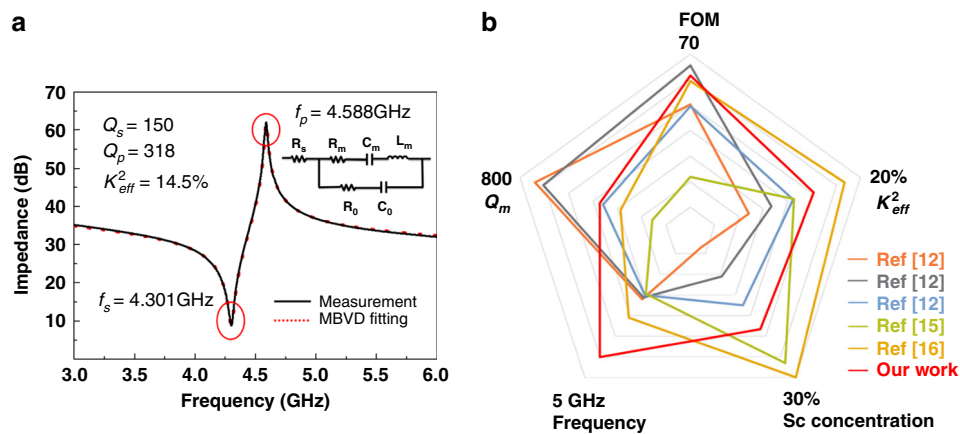 a
70
60
50
40
30
20
10
Impedance (dB)
3.0 3.5 4.0 4.5 5.0 5.5 6.0
Frequency (GHz)
Qs = 150
Qp = 318
K²eff = 14.5%
fp = 4.588GHz
fs = 4.301GHz
Rs Rm Cm Lm
R0 C0
Measurement
MBVD fitting
b
FOM
70
20%
K²eff
30%
Sc concentration
5 GHz
Frequency
800
Qm
Ref [12]
Ref [12]
Ref [12]
Ref [15]
Ref [16]
Our work